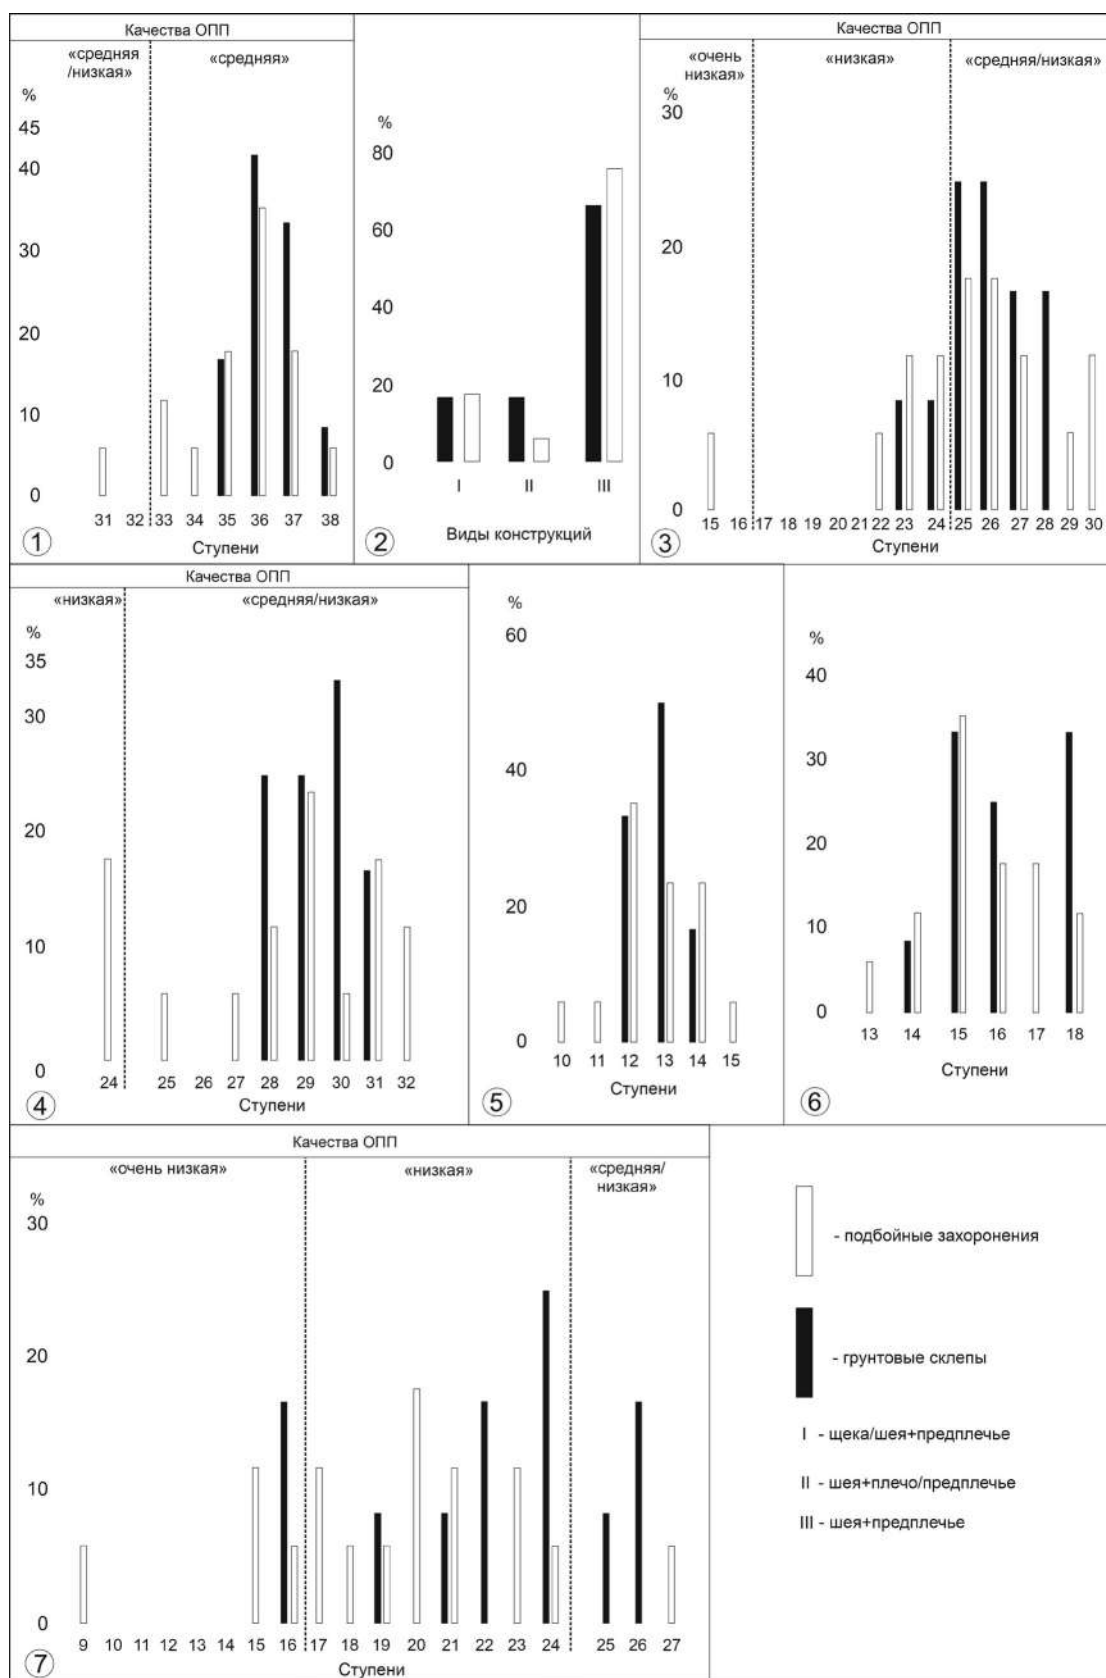 Качества ОПП
«средняя
/низкая»
«средняя»
%
45
40
30
20
10
0
31 32 33 34 35 36 37 38
Ступени
1
%
80
60
40
20
0
I II III
Виды конструкций
2
Качества ОПП
«очень
низкая»
«низкая»
«средняя/низкая»
%
30
20
10
0
15 16 17 18 19 20 21 22 23 24 25 26 27 28 29 30
Ступени
3
Качества ОПП
«низкая»
«средняя/низкая»
%
35
30
20
10
0
24 25 26 27 28 29 30 31 32
Ступени
4
%
60
40
20
0
10 11 12 13 14 15
Ступени
5
%
40
30
20
10
0
13 14 15 16 17 18
Ступени
6
Качества ОПП
«очень низкая»
«низкая»
«средняя/
низкая»
%
30
20
10
0
9 10 11 12 13 14 15 16 17 18 19 20 21 22 23 24 25 26 27
Ступени
7
- подбойные захоронения
- грунтовые склепы
I - щека/шея+предплечье
II - шея+плечо/предплечье
III - шея+предплечье